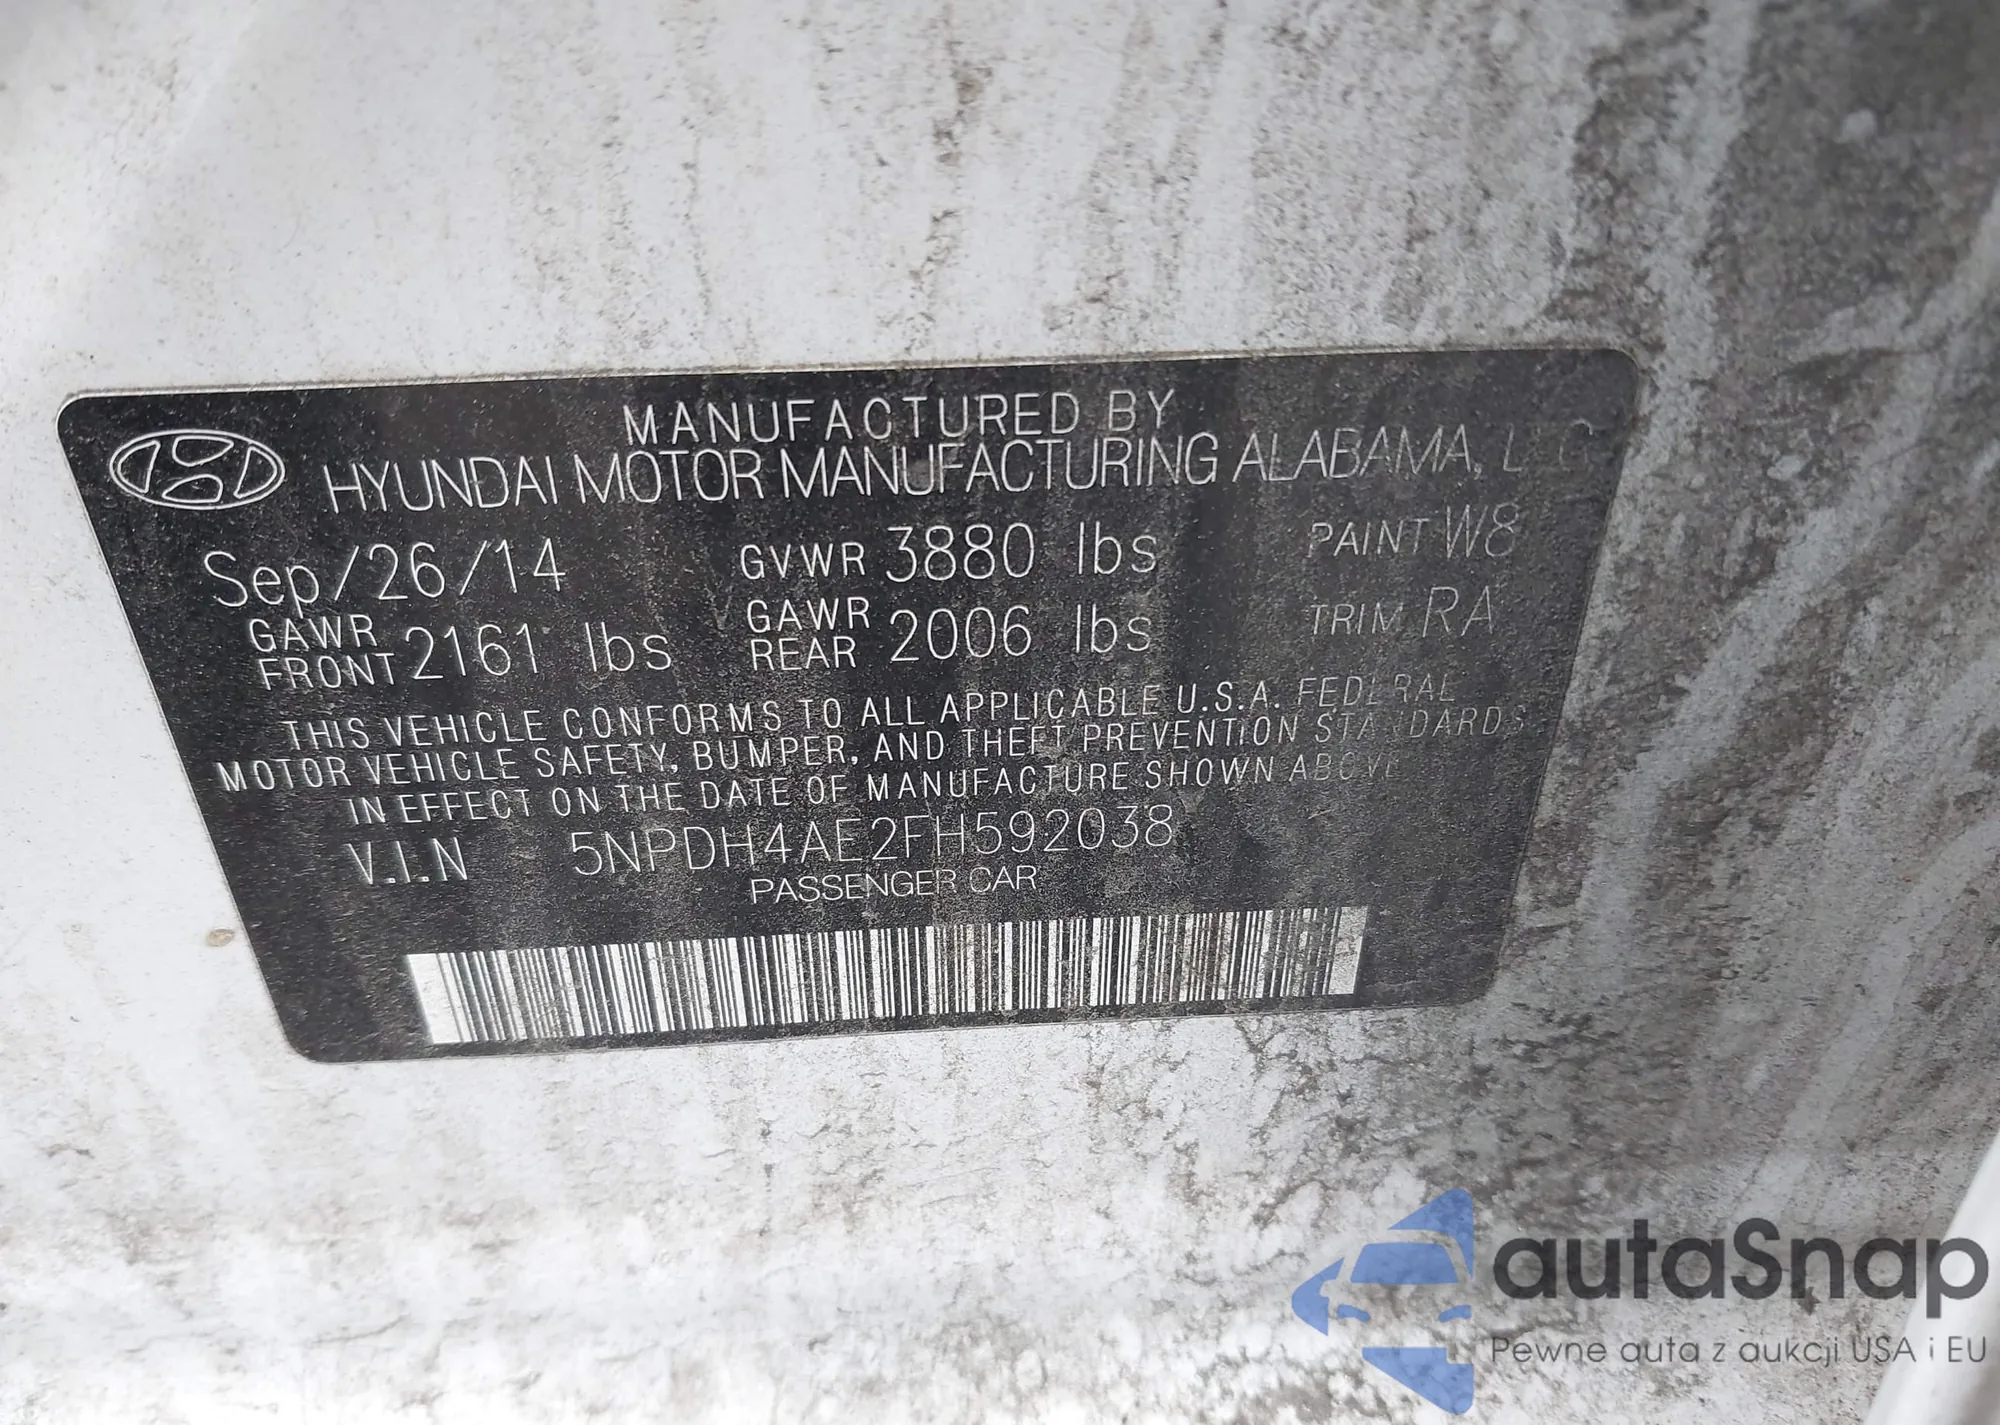 MANUFACTURED BY
HYUNDAI MOTOR MANUFACTURING ALABAMA, LLC
Sep/26/14 GVWR 3880 lbs PAINT W8
GAWR FRONT 2161 lbs GAWR REAR 2006 lbs TRIM RA
THIS VEHICLE CONFORMS TO ALL APPLICABLE U.S.A. FEDERAL
MOTOR VEHICLE SAFETY, BUMPER, AND THEFT PREVENTION STANDARDS
IN EFFECT ON THE DATE OF MANUFACTURE SHOWN ABOVE
V.I.N 5NPDH4AE2FH592038
PASSENGER CAR
autaSnap
Pewne auta z aukcji USA i EU